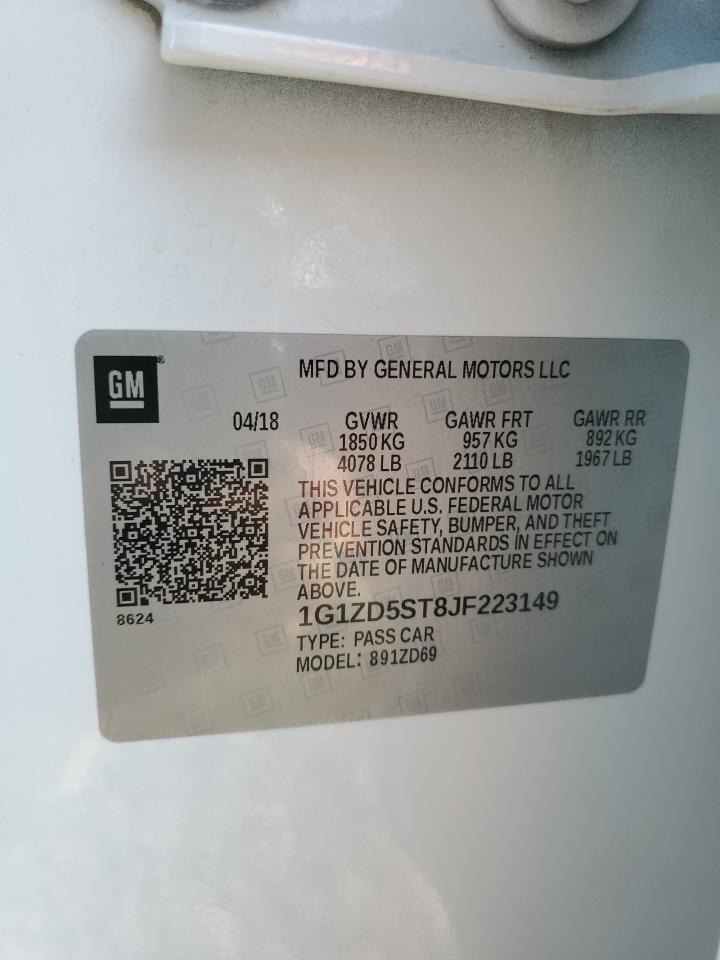 GM
MFD BY GENERAL MOTORS LLC
04/18 GVWR GAWR FRT GAWR RR
1850 KG 957 KG 892 KG
4078 LB 2110 LB 1967 LB
THIS VEHICLE CONFORMS TO ALL
APPLICABLE U.S. FEDERAL MOTOR
VEHICLE SAFETY, BUMPER, AND THEFT
PREVENTION STANDARDS IN EFFECT ON
THE DATE OF MANUFACTURE SHOWN
ABOVE.
8624
1G1ZD5ST8JF223149
TYPE: PASS CAR
MODEL: 891ZD69